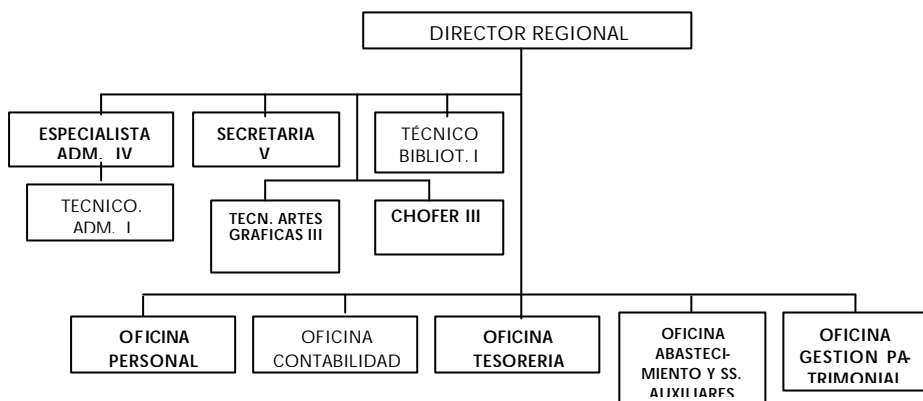 DIRECTOR REGIONAL
ESPECIALISTA
ADM. IV
SECRETARIA
V
TÉCNICO
BIBLIOT. I
TECNICO.
ADM. I
TECN. ARTES
GRAFICAS III
CHOFER III
OFICINA
PERSONAL
OFICINA
CONTABILIDAD
OFICINA
TESORERIA
OFICINA
ABASTECI-
MIENTO Y SS.
AUXILIARES
OFICINA
GESTION PA-
TRIMONIAL